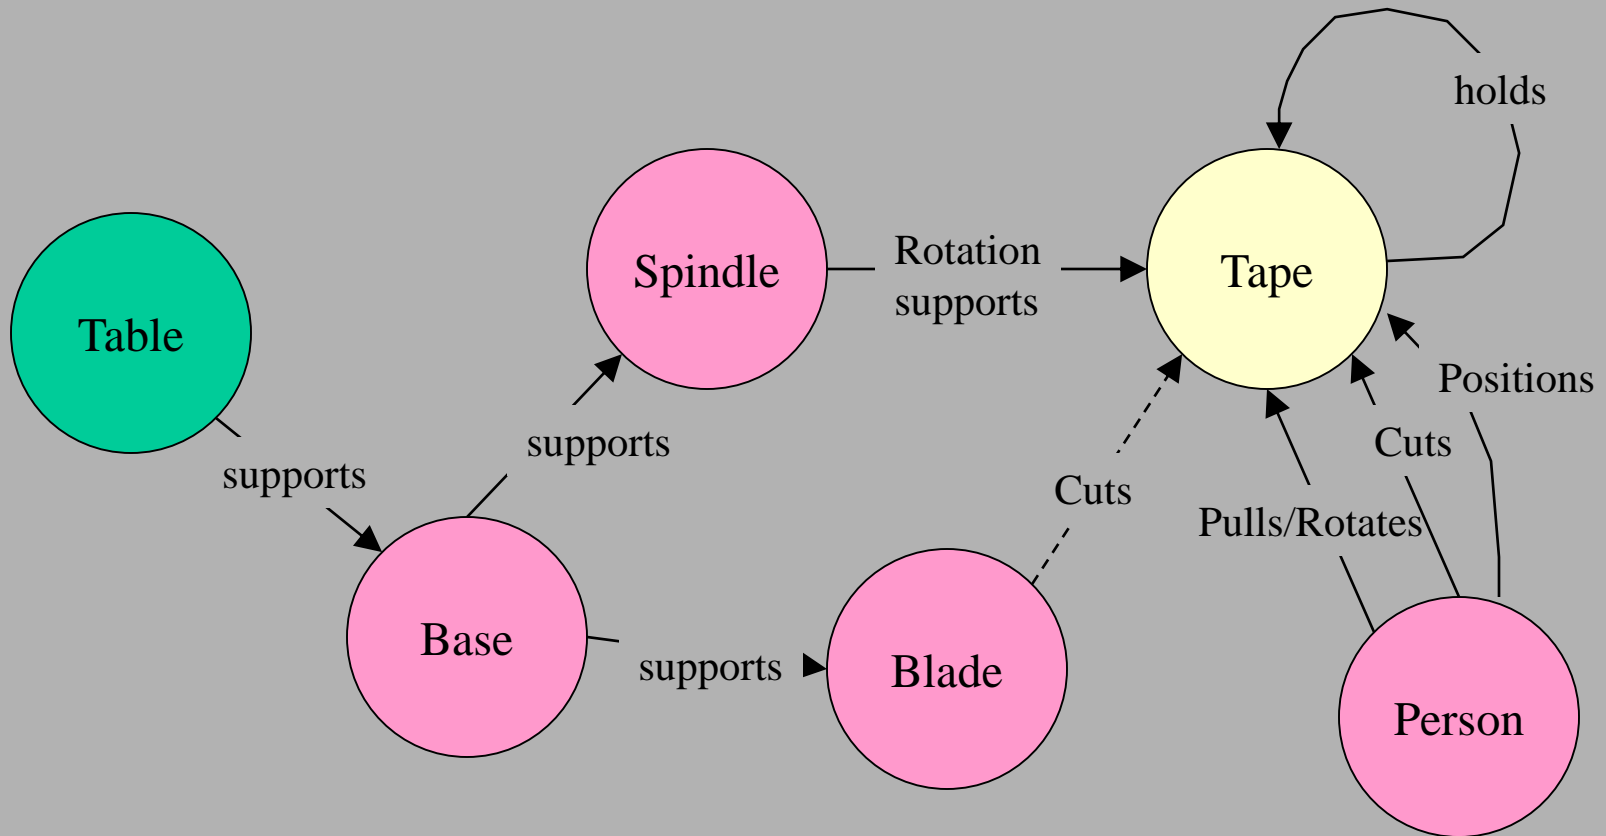 holds
Rotation
supports
Spindle
Tape
Table
Positions
supports
Cuts
supports
Cuts
Pulls/Rotates
Base
supports
Blade
Person